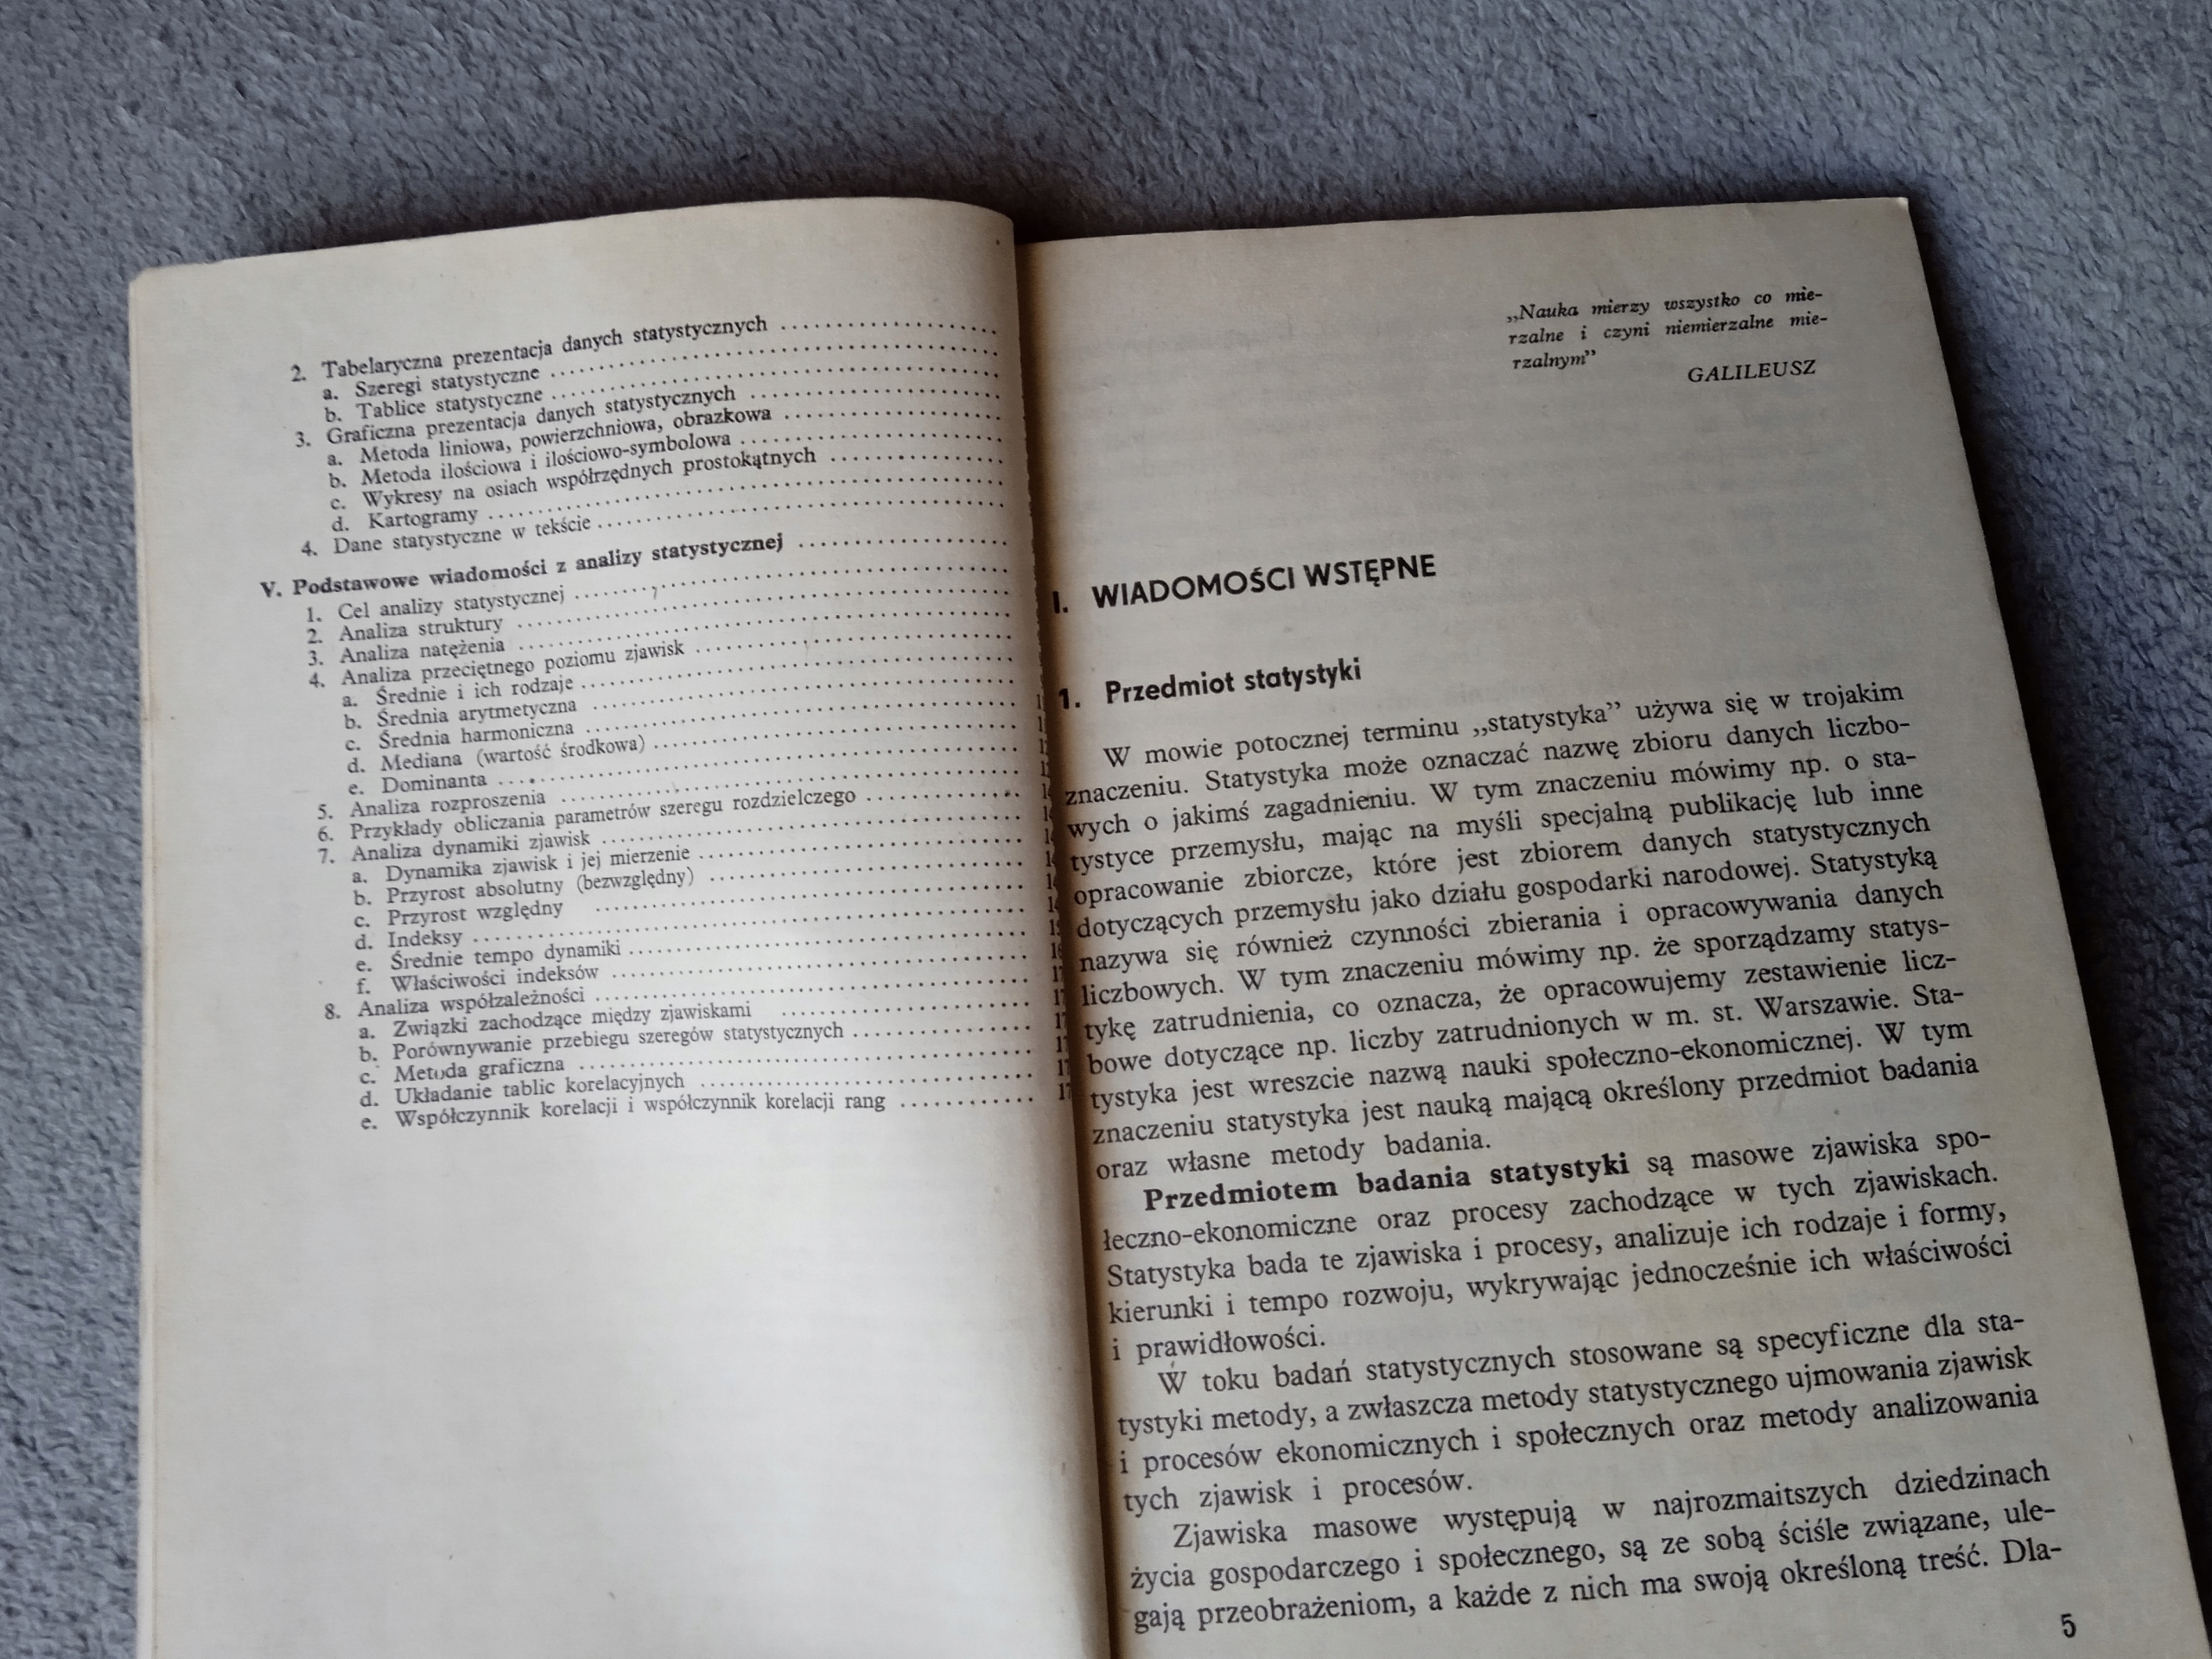 2. Tabelaryczna prezentacja danych statystycznych ....................
a. Szeregi statystyczne ....................
b. Tablice statystyczne ....................
3. Graficzna prezentacja danych statystycznych ....................
a. Metoda liniowa, powierzchniowa, obrazkowa ....................
b. Metoda ilościowa i ilościowo-symbolowa ....................
c. Wykresy na osiach współrzędnych prostokątnych ....................
d. Kartogramy ....................
4. Dane statystyczne w tekście ....................
V. Podstawowe wiadomości z analizy statystycznej ....................
1. Cel analizy statystycznej ....................
2. Analiza struktury ....................
3. Analiza natężenia ....................
4. Analiza przeciętnego poziomu zjawisk ....................
a. Średnie i ich rodzaje ....................
b. Średnia arytmetyczna ....................
c. Średnia harmoniczna ....................
d. Mediana (wartość środkowa) ....................
e. Dominanta ....................
5. Analiza rozproszenia ....................
6. Przykłady obliczania parametrów szeregu rozdzielczego ....................
7. Analiza dynamiki zjawisk ....................
a. Dynamika zjawisk i jej mierzenie ....................
b. Przyrost absolutny (bezwzględny) ....................
c. Przyrost względny ....................
d. Indeksy ....................
e. Średnie tempo dynamiki ....................
f. Właściwości indeksów ....................
8. Analiza współzależności ....................
a. Związki zachodzące między zjawiskami ....................
b. Porównywanie przebiegu szeregów statystycznych ....................
c. Metoda graficzna ....................
d. Układanie tablic korelacyjnych ....................
e. Współczynnik korelacji i współczynnik korelacji rang ....................
„Nauka mierzy wszystko co mie-
rzalne i czyni niemierzalne mie-
rzalnym”
GALILEUSZ
I. WIADOMOŚCI WSTĘPNE
1. Przedmiot statystyki
W mowie potocznej terminu „statystyka” używa się w trojakim
znaczeniu. Statystyka może oznaczać nazwę zbioru danych liczbo-
wych o jakimś zagadnieniu. W tym znaczeniu mówimy np. o sta-
tystyce przemysłu, mając na myśli specjalną publikację lub inne
opracowanie zbiorcze, które jest zbiorem danych statystycznych
dotyczących przemysłu jako działu gospodarki narodowej. Statystyką
nazywa się również czynności zbierania i opracowywania danych
liczbowych. W tym znaczeniu mówimy np. że sporządzamy statys-
tykę zatrudnienia, co oznacza, że opracowujemy zestawienie licz-
bowe dotyczące np. liczby zatrudnionych w m. st. Warszawie. Sta-
tystyka jest wreszcie nazwą nauki społeczno-ekonomicznej. W tym
znaczeniu statystyka jest nauką mającą określony przedmiot badania
oraz własne metody badania.
Przedmiotem badania statystyki są masowe zjawiska spo-
łeczno-ekonomiczne oraz procesy zachodzące w tych zjawiskach.
Statystyka bada te zjawiska i procesy, analizuje ich rodzaje i formy,
kierunki i tempo rozwoju, wykrywając jednocześnie ich właściwości
i prawidłowości.
W toku badań statystycznych stosowane są specyficzne dla sta-
tystyki metody, a zwłaszcza metody statystycznego ujmowania zjawisk
i procesów ekonomicznych i społecznych oraz metody analizowania
tych zjawisk i procesów.
Zjawiska masowe występują w najrozmaitszych dziedzinach
życia gospodarczego i społecznego, są ze sobą ściśle związane, ule-
gają przeobrażeniom, a każde z nich ma swoją określoną treść. Dla-
5